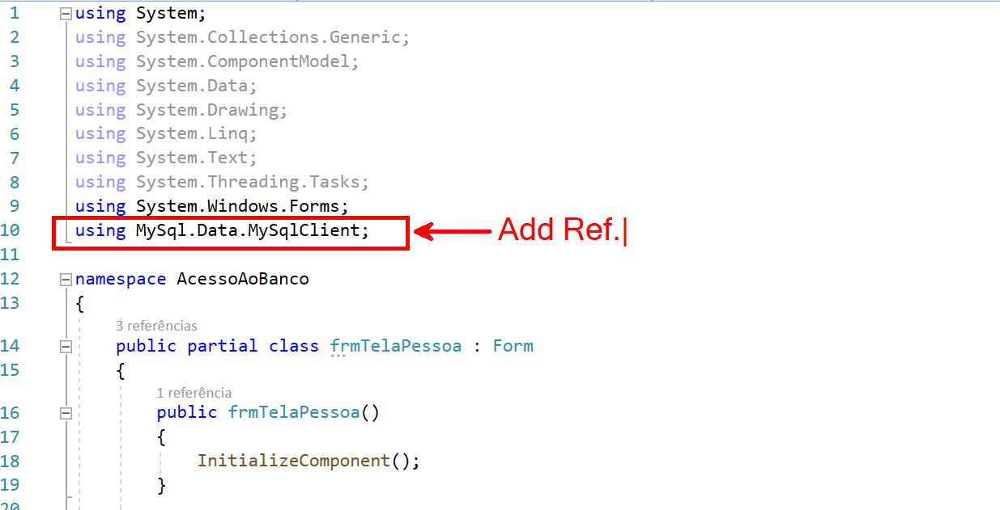 1 using System;
2 using System.Collections.Generic;
3 using System.ComponentModel;
4 using System.Data;
5 using System.Drawing;
6 using System.Linq;
7 using System.Text;
8 using System.Threading.Tasks;
9 using System.Windows.Forms;
10 using MySql.Data.MySqlClient; Add Ref.|
11
12 namespace AcessoAoBanco
13 {
3 referências
14 public partial class frmTelaPessoa : Form
15 {
1 referência
16 public frmTelaPessoa()
17 {
18 InitializeComponent();
19 }
20